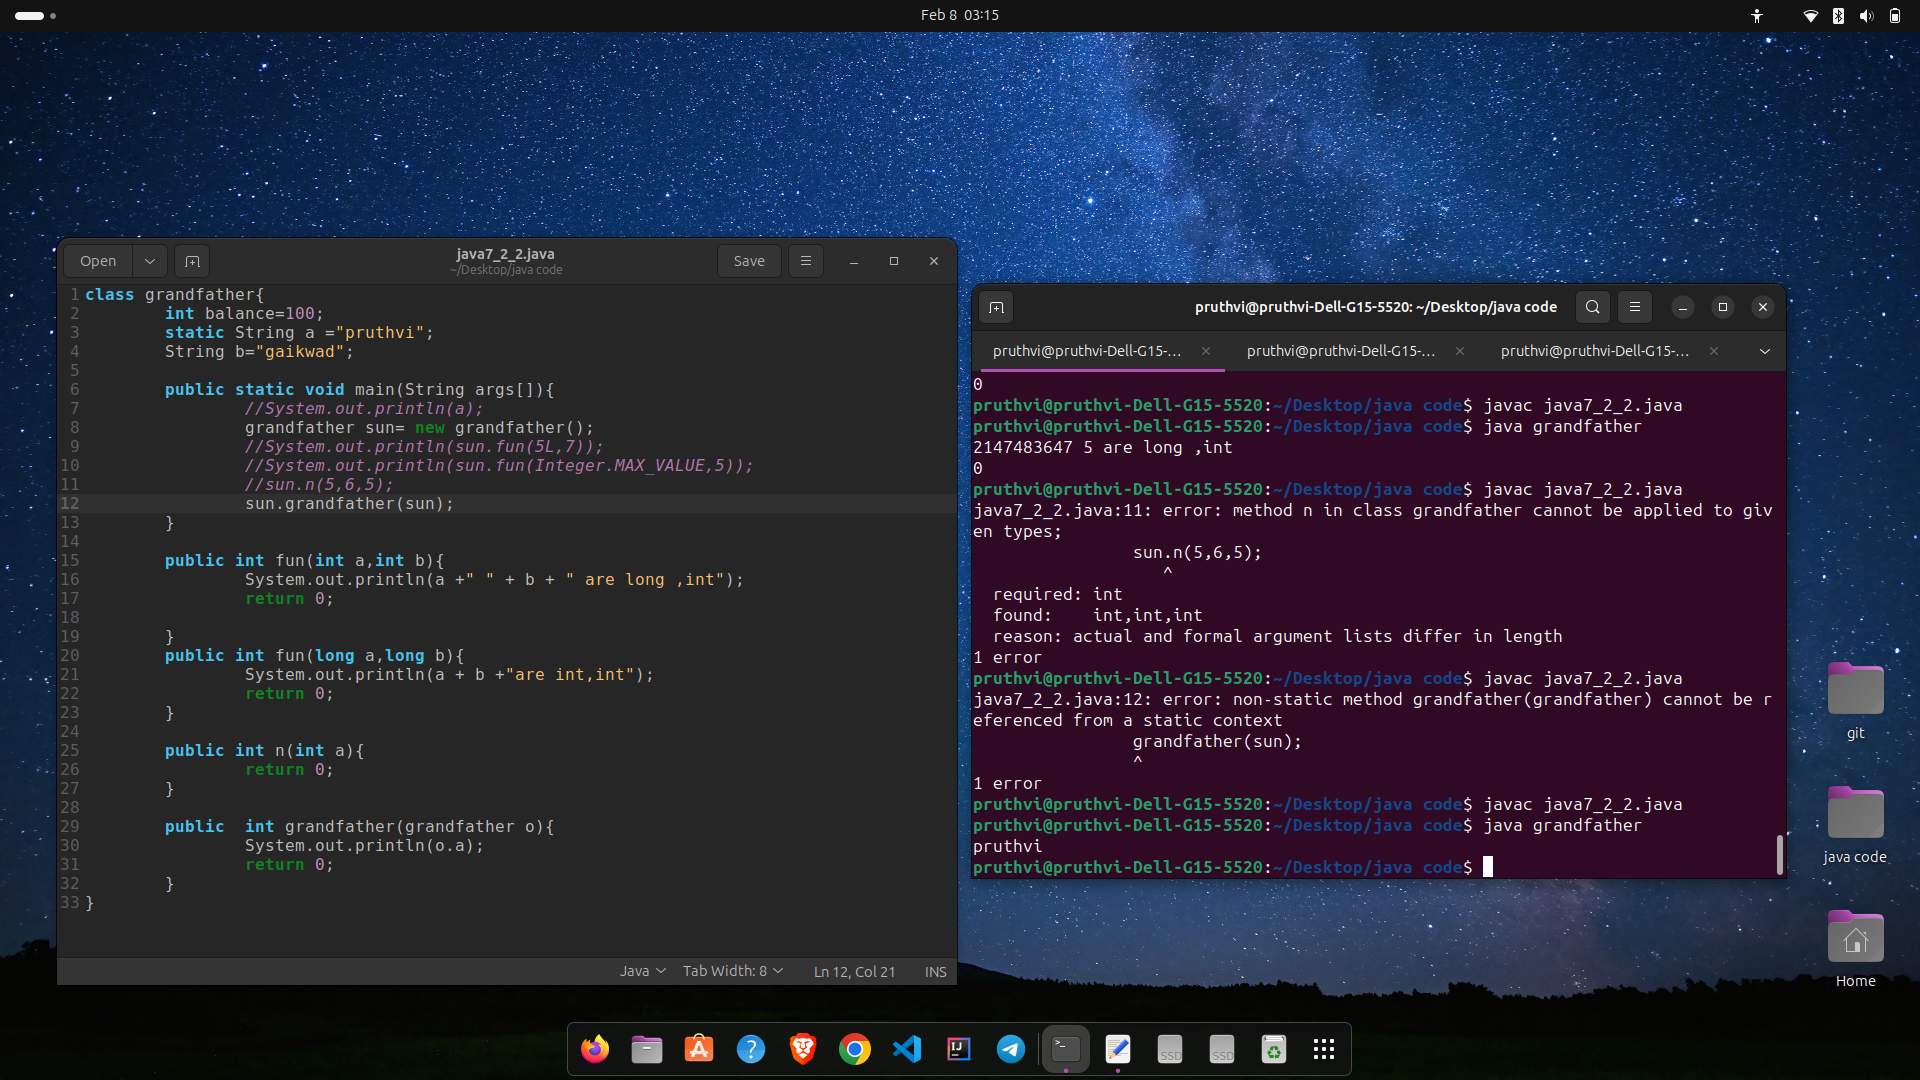 Feb 8 03:15
Open
java7_2_2.java
~/Desktop/java code
Save
1 class grandfather{
2 int balance=100;
3 static String a ="pruthvi";
4 String b="gaikwad";
5
6 public static void main(String args[]){
7 //System.out.println(a);
8 grandfather sun= new grandfather();
9 //System.out.println(sun.fun(5L,7));
10 //System.out.println(sun.fun(Integer.MAX_VALUE,5));
11 //sun.n(5,6,5);
12 sun.grandfather(sun);
13 }
14
15 public int fun(int a,int b){
16 System.out.println(a +" " + b + " are long ,int");
17 return 0;
18
19 }
20 public int fun(long a,long b){
21 System.out.println(a + b +"are int,int");
22 return 0;
23 }
24
25 public int n(int a){
26 return 0;
27 }
28
29 public  int grandfather(grandfather o){
30 System.out.println(o.a);
31 return 0;
32 }
33 }
Java Tab Width: 8 Ln 12, Col 21 INS
pruthvi@pruthvi-Dell-G15-5520: ~/Desktop/java code
pruthvi@pruthvi-Dell-G15-... pruthvi@pruthvi-Dell-G15-... pruthvi@pruthvi-Dell-G15-...
0
pruthvi@pruthvi-Dell-G15-5520:~/Desktop/java code$ javac java7_2_2.java
pruthvi@pruthvi-Dell-G15-5520:~/Desktop/java code$ java grandfather
2147483647 5 are long ,int
0
pruthvi@pruthvi-Dell-G15-5520:~/Desktop/java code$ javac java7_2_2.java
java7_2_2.java:11: error: method n in class grandfather cannot be applied to giv
en types;
sun.n(5,6,5);
^
required: int
found:    int,int,int
reason: actual and formal argument lists differ in length
1 error
pruthvi@pruthvi-Dell-G15-5520:~/Desktop/java code$ javac java7_2_2.java
java7_2_2.java:12: error: non-static method grandfather(grandfather) cannot be r
eferenced from a static context
grandfather(sun);
^
1 error
pruthvi@pruthvi-Dell-G15-5520:~/Desktop/java code$ javac java7_2_2.java
pruthvi@pruthvi-Dell-G15-5520:~/Desktop/java code$ java grandfather
pruthvi
pruthvi@pruthvi-Dell-G15-5520:~/Desktop/java code$
git
java code
Home
IJ
>_
SSD
SSD